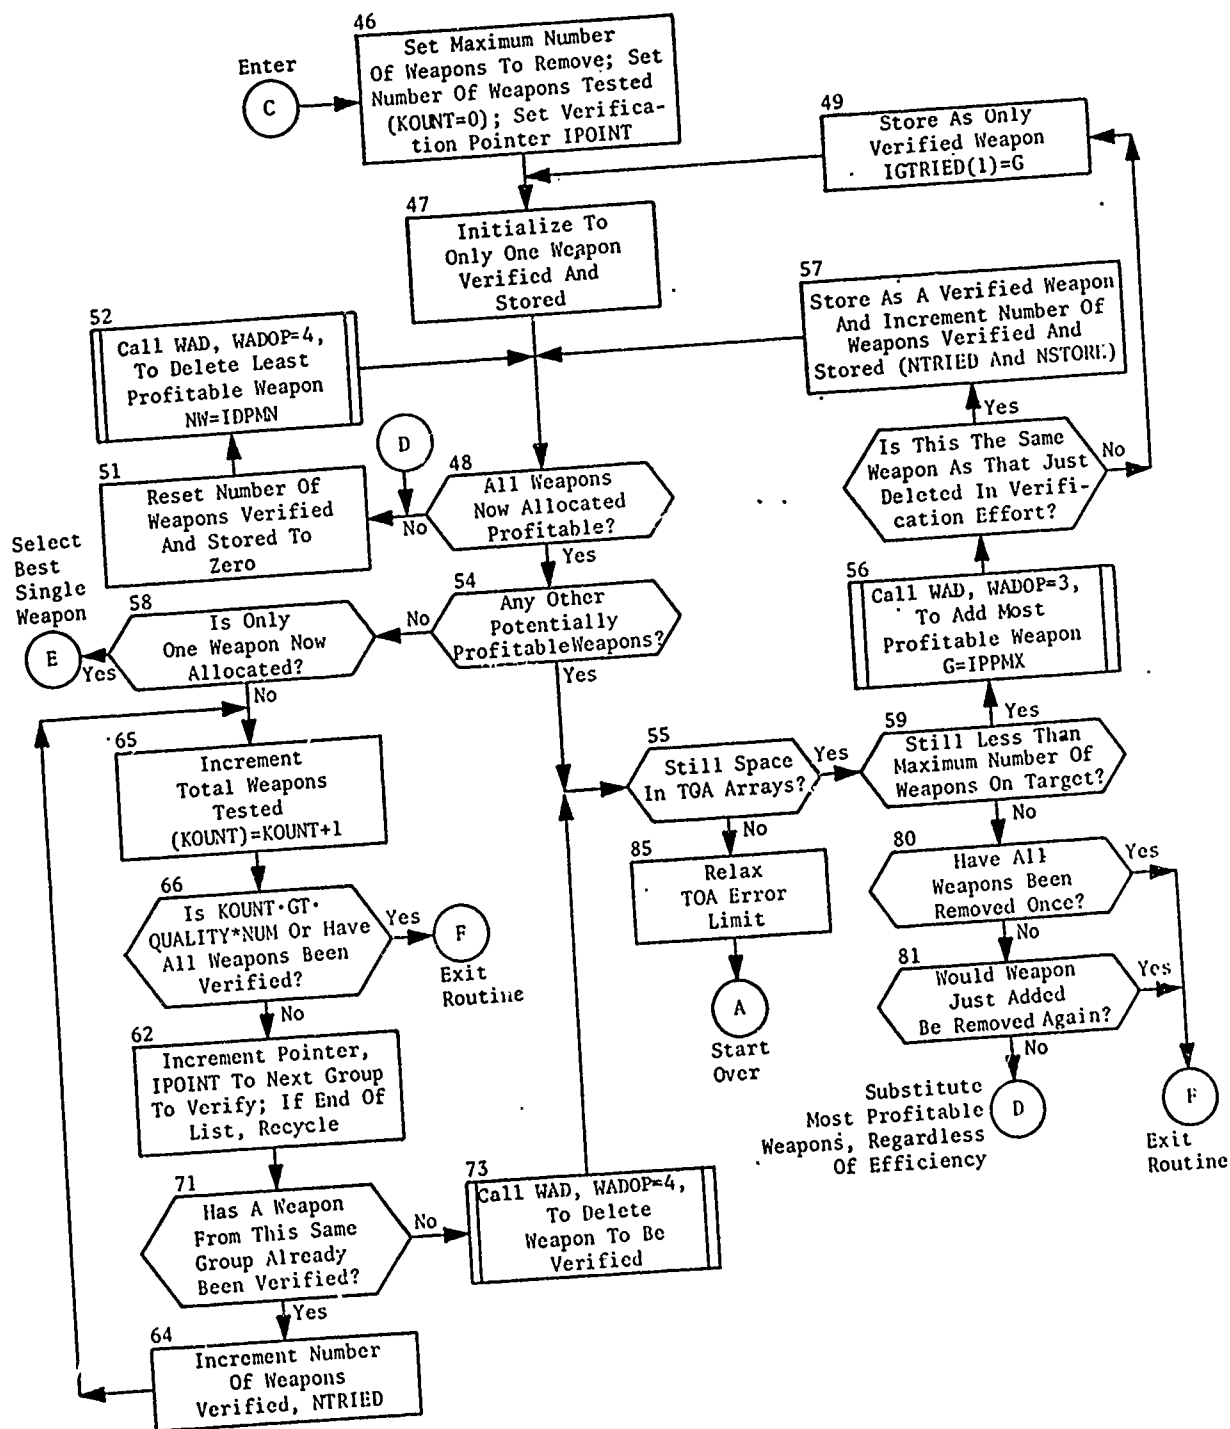 46
Set Maximum Number
Of Weapons To Remove; Set
Number Of Weapons Tested
(KOUNT=0); Set Verifica-
tion Pointer IPOINT
Enter
C
49
Store As Only
Verified Weapon
IGTRIED(1)=G
47
Initialize To
Only One Weapon
Verified And
Stored
57
Store As A Verified Weapon
And Increment Number Of
Weapons Verified And
Stored (NTRIED And NSTORE)
Yes
52
Call WAD, WADOP=4,
To Delete Least
Profitable Weapon
NW=IDPMN
D
Is This The Same
Weapon As That Just
Deleted In Verifi-
cation Effort?
No
51
Reset Number Of
Weapons Verified
And Stored To
Zero
48
All Weapons
Now Allocated
Profitable?
No
Yes
Select
Best
Single
Weapon
E
Yes
58
Is Only
One Weapon Now
Allocated?
No
No
54
Any Other
Potentially
Profitable Weapons?
Yes
56
Call WAD, WADOP=3,
To Add Most
Profitable Weapon
G=IPPMX
Yes
65
Increment
Total Weapons
Tested
(KOUNT)=KOUNT+1
55
Still Space
In TOA Arrays?
Yes
No
59
Still Less Than
Maximum Number Of
Weapons On Target?
No
85
Relax
TOA Error
Limit
A
Start
Over
80
Have All
Weapons Been
Removed Once?
Yes
No
66
Is KOUNT·GT·
QUALITY*NUM Or Have
All Weapons Been
Verified?
Yes
F
Exit
Routine
No
81
Would Weapon
Just Added
Be Removed Again?
Yes
No
62
Increment Pointer,
IPOINT To Next Group
To Verify; If End Of
List, Recycle
Substitute
Most Profitable
Weapons, Regardless
Of Efficiency
D
F
Exit
Routine
71
Has A Weapon
From This Same
Group Already
Been Verified?
No
Yes
73
Call WAD, WADOP=4,
To Delete
Weapon To Be
Verified
64
Increment Number
Of Weapons
Verified, NTRIED